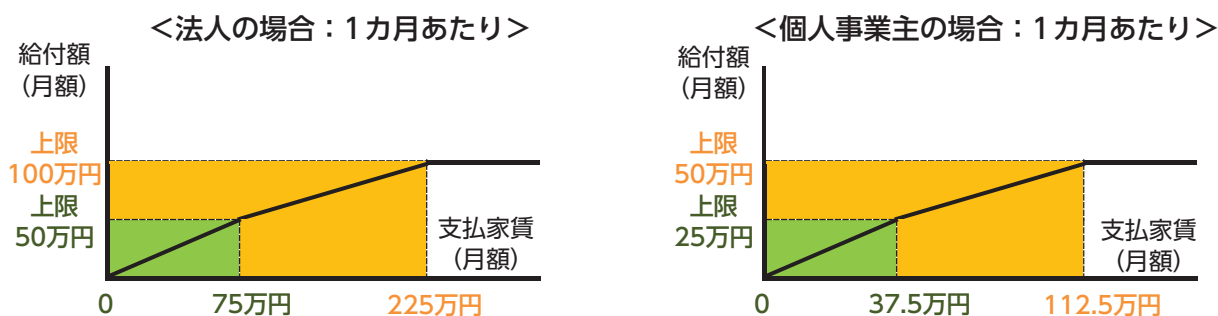 <法人の場合：1カ月あたり>
給付額
（月額）
上限
100万円
上限
50万円
支払家賃
（月額）
0
75万円
225万円
<個人事業主の場合：1カ月あたり>
給付額
（月額）
上限
50万円
上限
25万円
支払家賃
（月額）
0
37.5万円
112.5万円